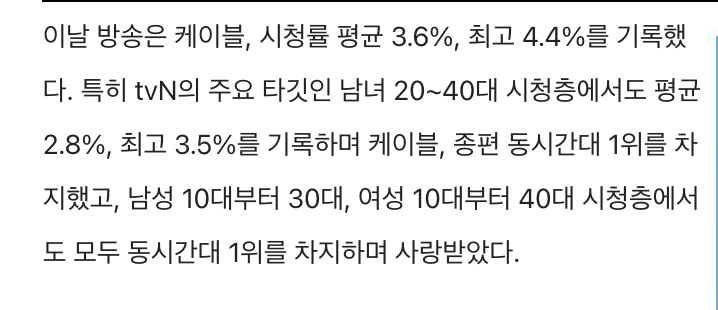 이날 방송은 케이블, 시청률 평균 3.6%, 최고 4.4%를 기록했
다. 특히 tvN의 주요 타깃인 남녀 20~40대 시청층에서도 평균
2.8%, 최고 3.5%를 기록하며 케이블, 종편 동시간대 1위를 차
지했고, 남성 10대부터 30대, 여성 10대부터 40대 시청층에서
도 모두 동시간대 1위를 차지하며 사랑받았다.